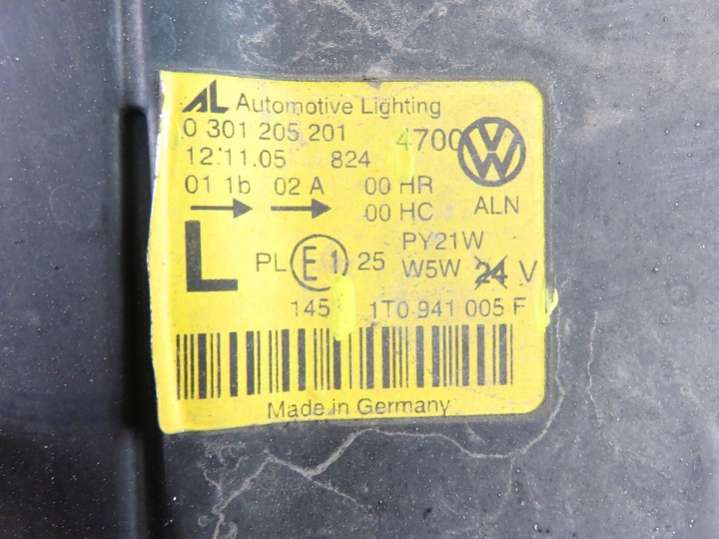 AL Automotive Lighting
0 301 205 201 4700
12.11.05 824
01 1b 02 A 00 HR
00 HC ALN
L PL E1 25 PY21W
W5W 24 V
145 1T0 941 005 F
Made in Germany